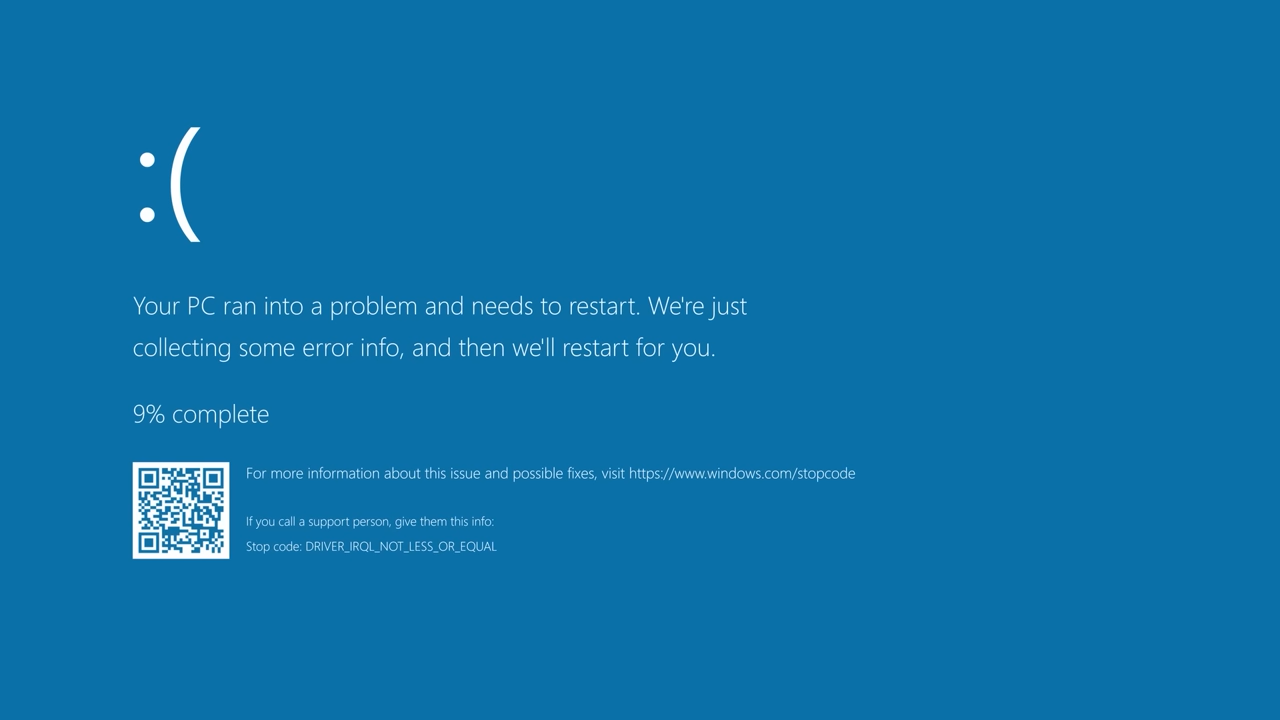 :(
Your PC ran into a problem and needs to restart. We're just
collecting some error info, and then we'll restart for you.
9% complete
For more information about this issue and possible fixes, visit https://www.windows.com/stopcode
If you call a support person, give them this info:
Stop code: DRIVER_IRQL_NOT_LESS_OR_EQUAL